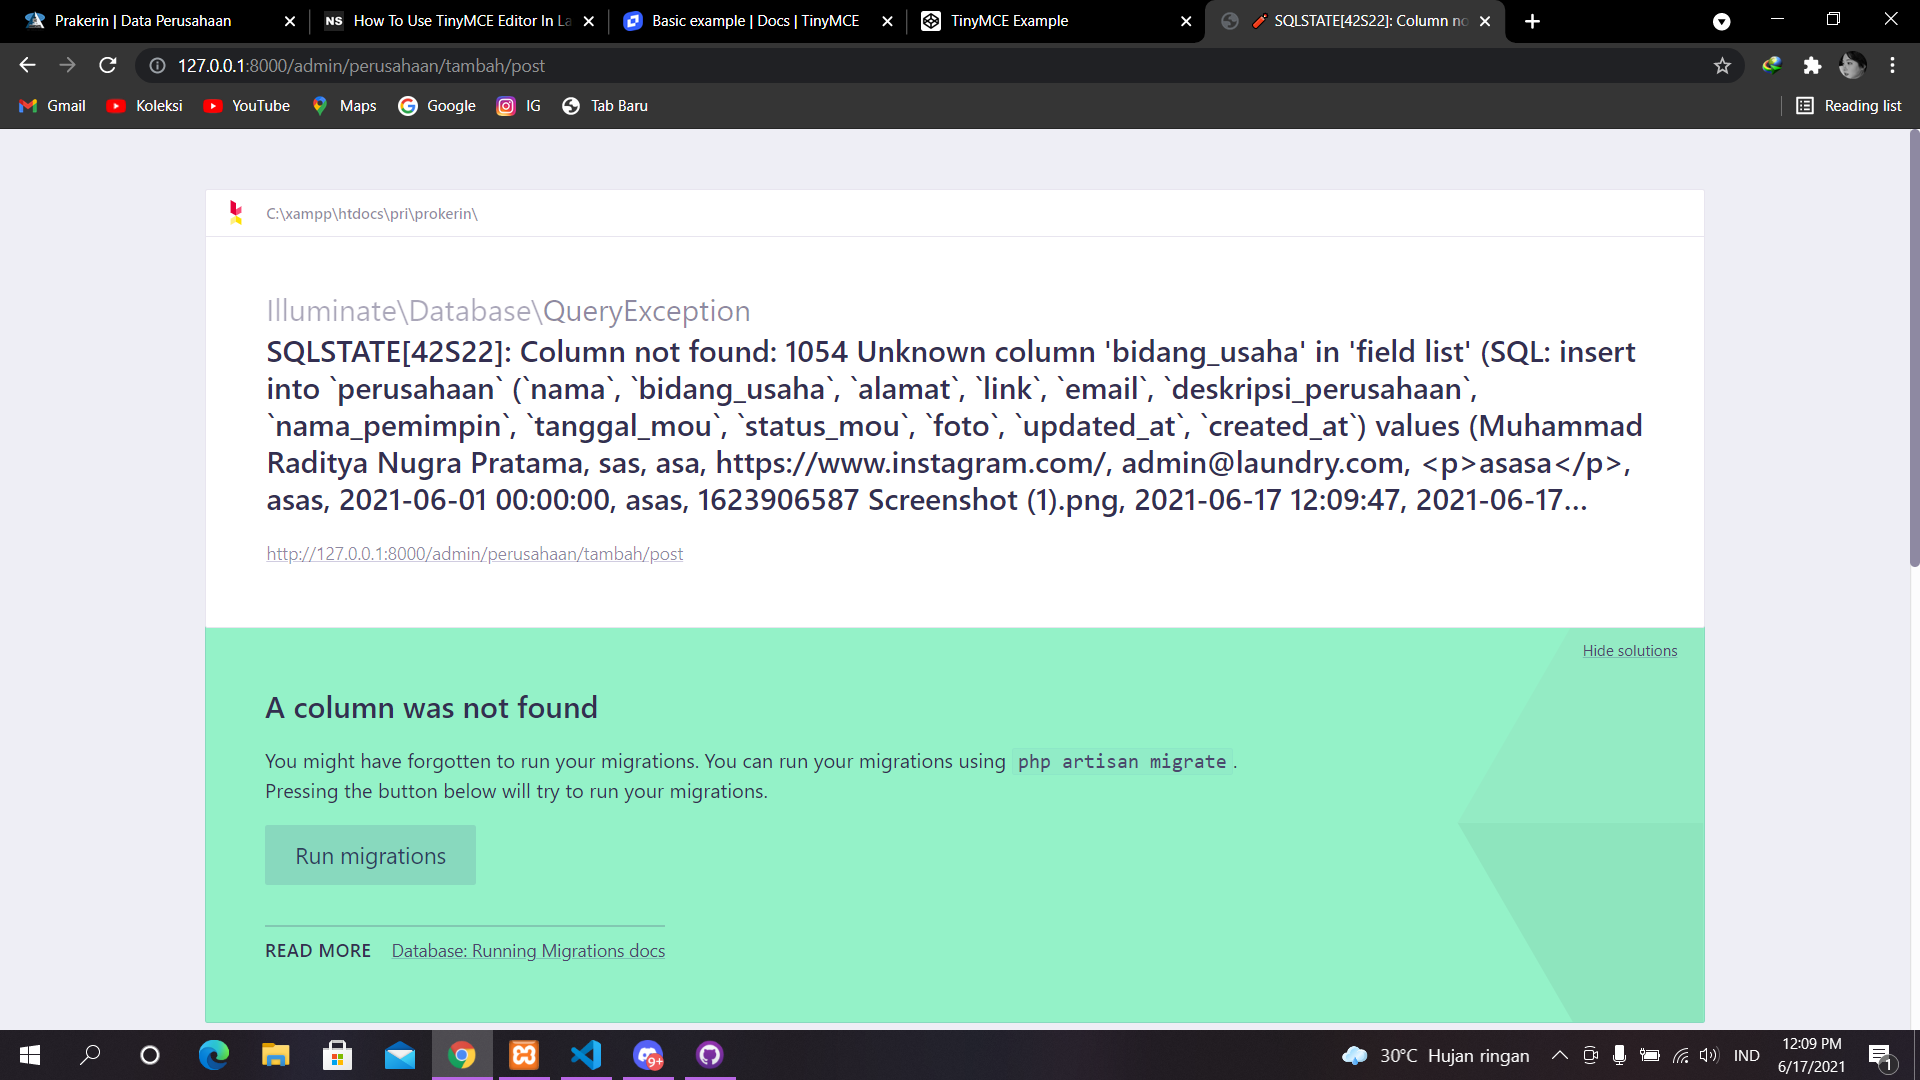 Prakerin | Data Perusahaan
NS How To Use TinyMCE Editor In La
Basic example | Docs | TinyMCE
TinyMCE Example
SQLSTATE[42S22]: Column no
127.0.0.1:8000/admin/perusahaan/tambah/post
Gmail Koleksi YouTube Maps Google IG Tab Baru Reading list
C:\xampp\htdocs\pri\prokerin\
Illuminate\Database\QueryException
SQLSTATE[42S22]: Column not found: 1054 Unknown column 'bidang_usaha' in 'field list' (SQL: insert
into `perusahaan` (`nama`, `bidang_usaha`, `alamat`, `link`, `email`, `deskripsi_perusahaan`,
`nama_pemimpin`, `tanggal_mou`, `status_mou`, `foto`, `updated_at`, `created_at`) values (Muhammad
Raditya Nugra Pratama, sas, asa, https://www.instagram.com/, admin@laundry.com, <p>asasa</p>,
asas, 2021-06-01 00:00:00, asas, 1623906587 Screenshot (1).png, 2021-06-17 12:09:47, 2021-06-17...
http://127.0.0.1:8000/admin/perusahaan/tambah/post
Hide solutions
A column was not found
You might have forgotten to run your migrations. You can run your migrations using php artisan migrate.
Pressing the button below will try to run your migrations.
Run migrations
READ MORE Database: Running Migrations docs
9+
30°C Hujan ringan
IND
12:09 PM
6/17/2021
1